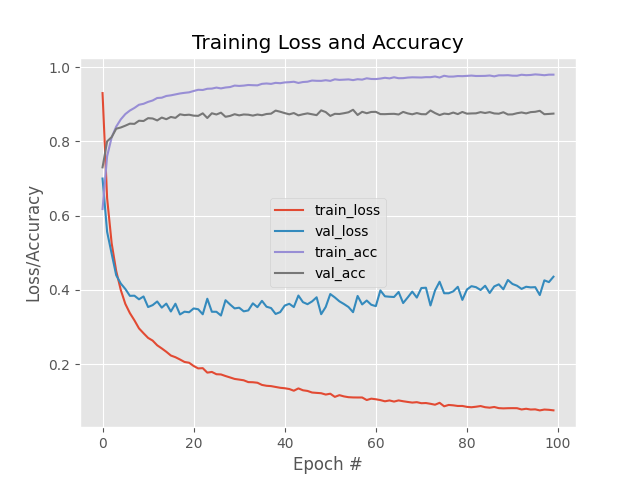 Training Loss and Accuracy
1.0
0.8
0.6
0.4
0.2
Loss/Accuracy
train_loss
val_loss
train_acc
val_acc
0 20 40 60 80 100
Epoch #